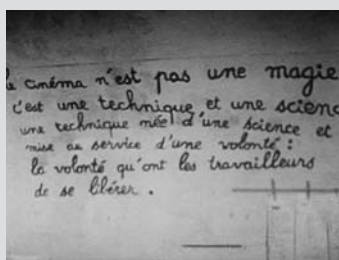 le cinéma n'est pas une magie
c'est une technique et une scienc
une technique née d'une science et
mise au service d'une volonté :
la volonté qu'ont les travailleurs
de se libérer .